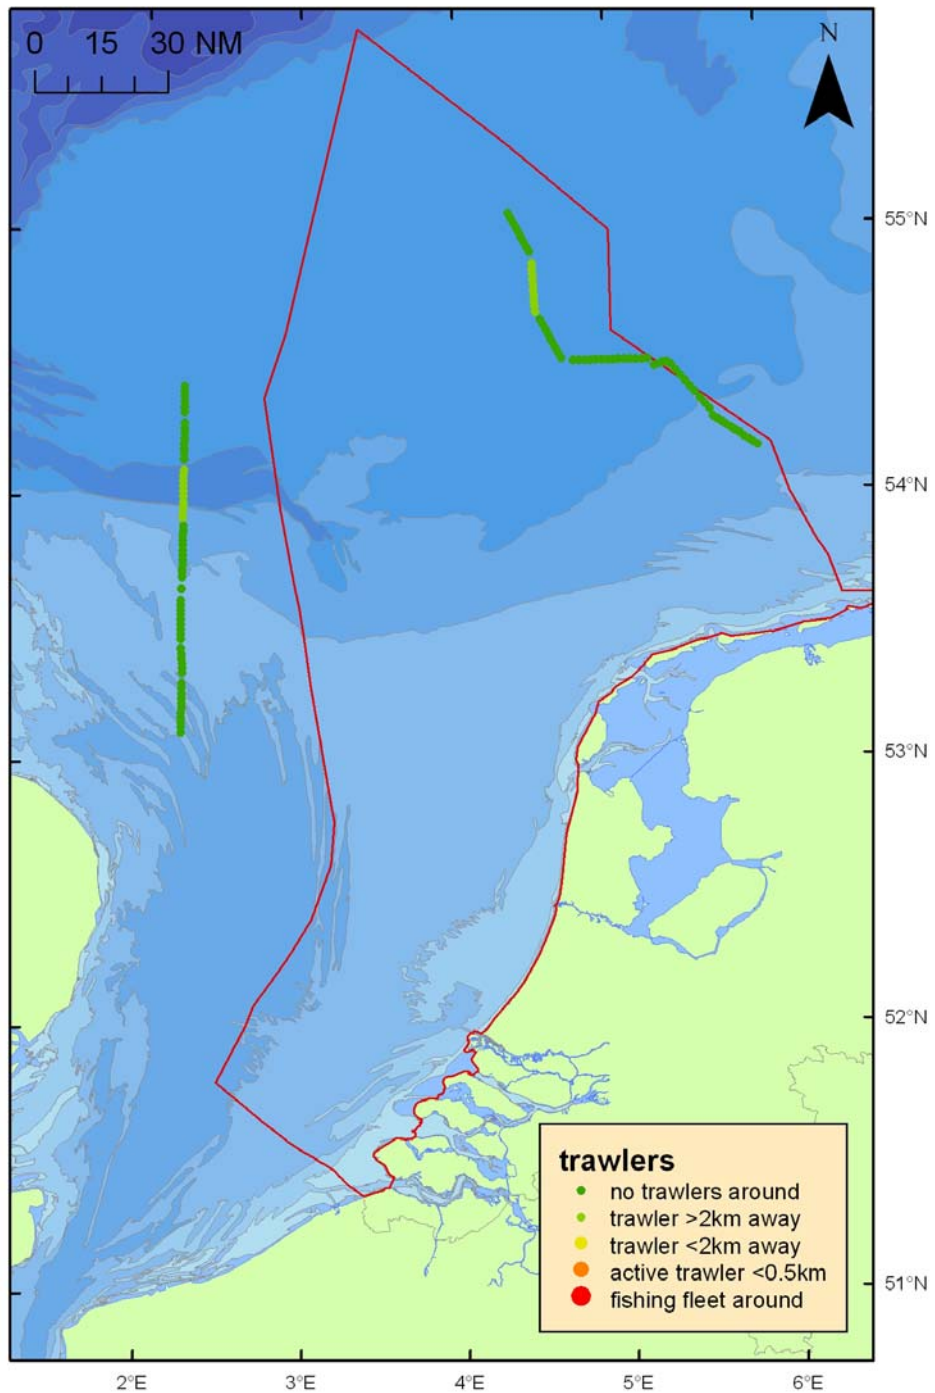 0 15 30 NM
N
55°N
54°N
53°N
52°N
51°N
trawlers
no trawlers around
trawler >2km away
trawler <2km away
active trawler <0.5km
fishing fleet around
2°E 3°E 4°E 5°E 6°E